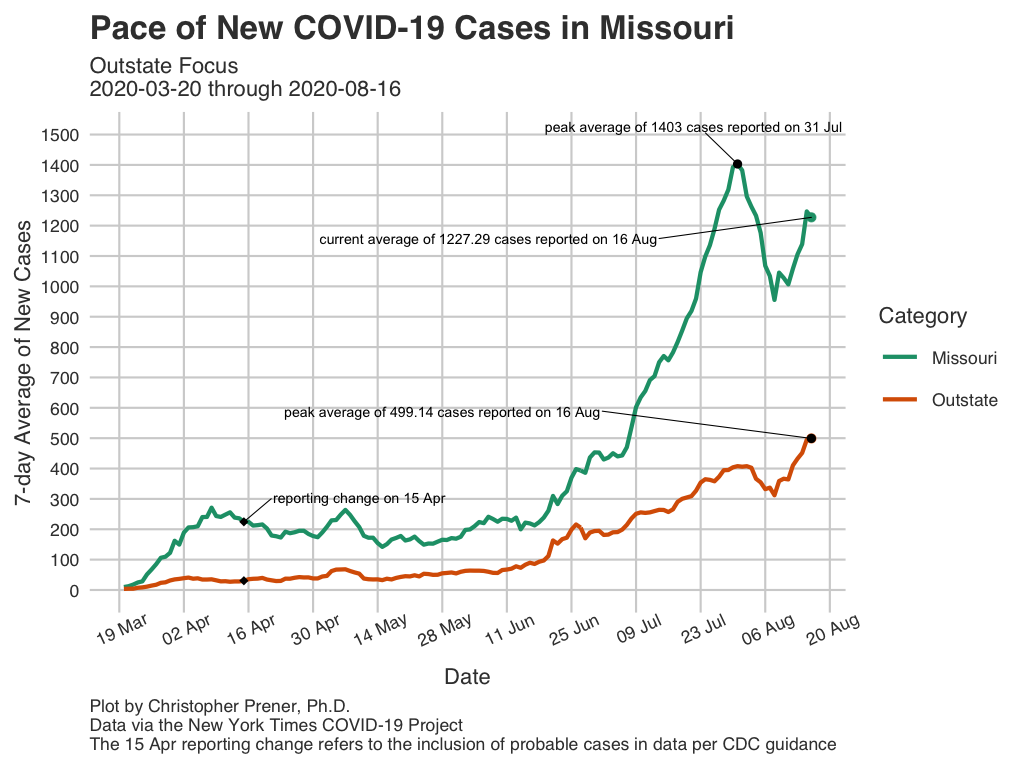 Pace of New COVID-19 Cases in Missouri
Outstate Focus
2020-03-20 through 2020-08-16
7-day Average of New Cases
1500
1400
1300
1200
1100
1000
900
800
700
600
500
400
300
200
100
0
peak average of 1403 cases reported on 31 Jul
current average of 1227.29 cases reported on 16 Aug
peak average of 499.14 cases reported on 16 Aug
reporting change on 15 Apr
Category
Missouri
Outstate
19 Mar
02 Apr
16 Apr
30 Apr
14 May
28 May
11 Jun
25 Jun
09 Jul
23 Jul
06 Aug
20 Aug
Date
Plot by Christopher Prener, Ph.D.
Data via the New York Times COVID-19 Project
The 15 Apr reporting change refers to the inclusion of probable cases in data per CDC guidance